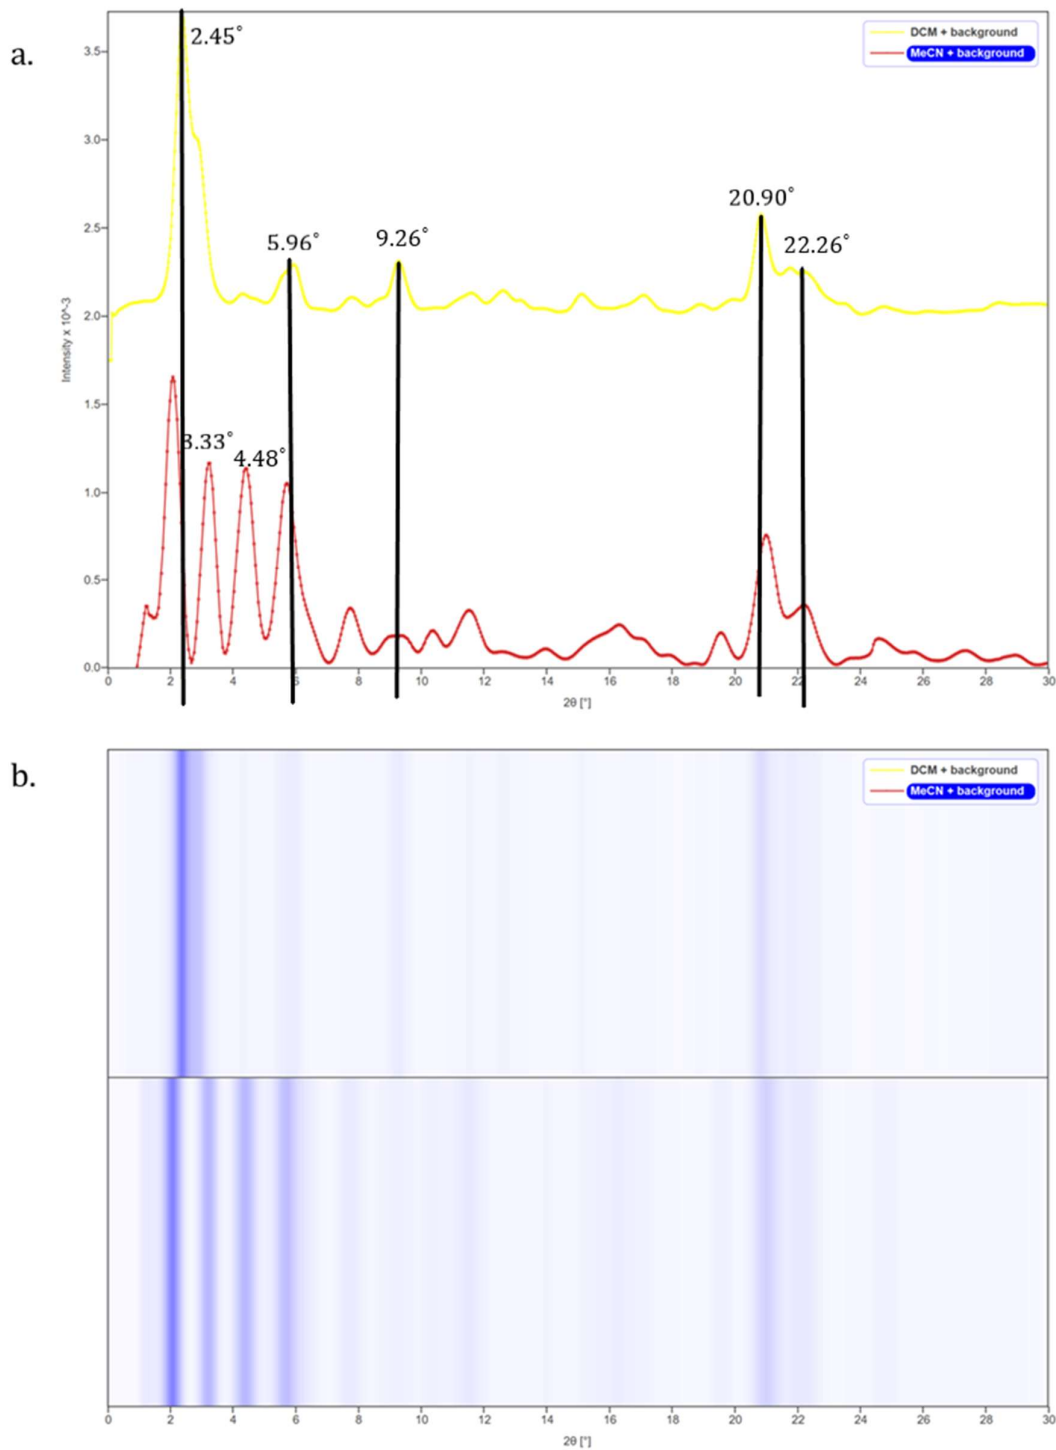 a.
DCM + background
MeCN + background
2.45°
20.90°
5.96°
9.26°
22.26°
3.33°
4.48°
Intensity x 10^-3
3.5
3.0
2.5
2.0
1.5
1.0
0.5
0.0
0 2 4 6 8 10 12 14 16 18 20 22 24 26 28 30
2θ [°]
b.
DCM + background
MeCN + background
0 2 4 6 8 10 12 14 16 18 20 22 24 26 28 30
2θ [°]